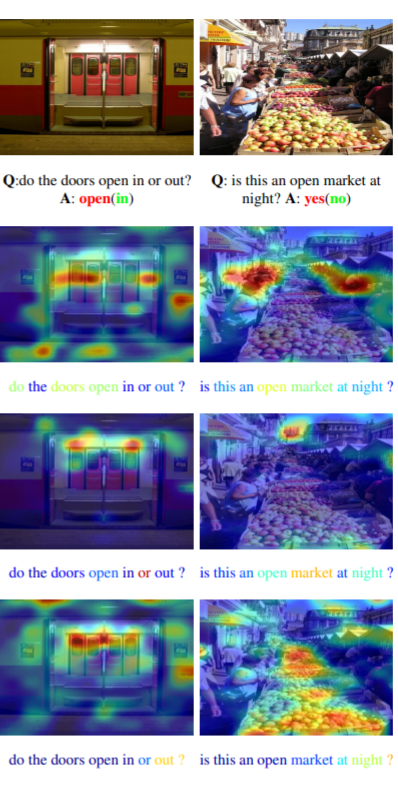 Q:do the doors open in or out?
A: open(in)
Q: is this an open market at
night? A: yes(no)
do the doors open in or out ?
is this an open market at night ?
do the doors open in or out ?
is this an open market at night ?
do the doors open in or out ?
is this an open market at night ?